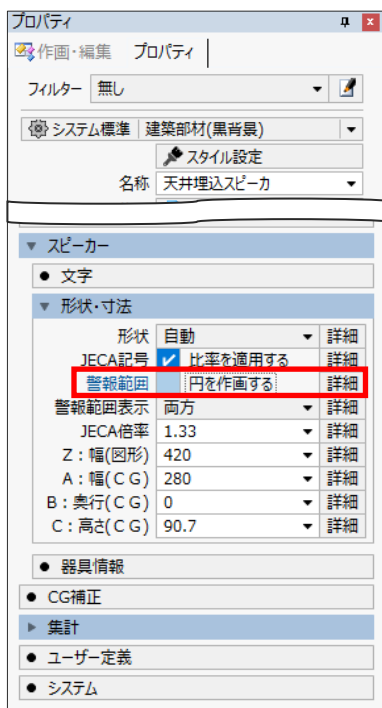 プロパティ
作画・編集 プロパティ
フィルター 無し
システム標準 建築部材(黒背景)
スタイル設定
名称 天井埋込スピーカ
スピーカー
文字
形状・寸法
形状 自動 詳細
JECA記号 比率を適用する 詳細
警報範囲 円を作画する 詳細
警報範囲表示 両方 詳細
JECA倍率 1.33 詳細
Z：幅(図形) 420 詳細
A：幅(CG) 280 詳細
B：奥行(CG) 0 詳細
C：高さ(CG) 90.7 詳細
器具情報
CG補正
集計
ユーザー定義
システム